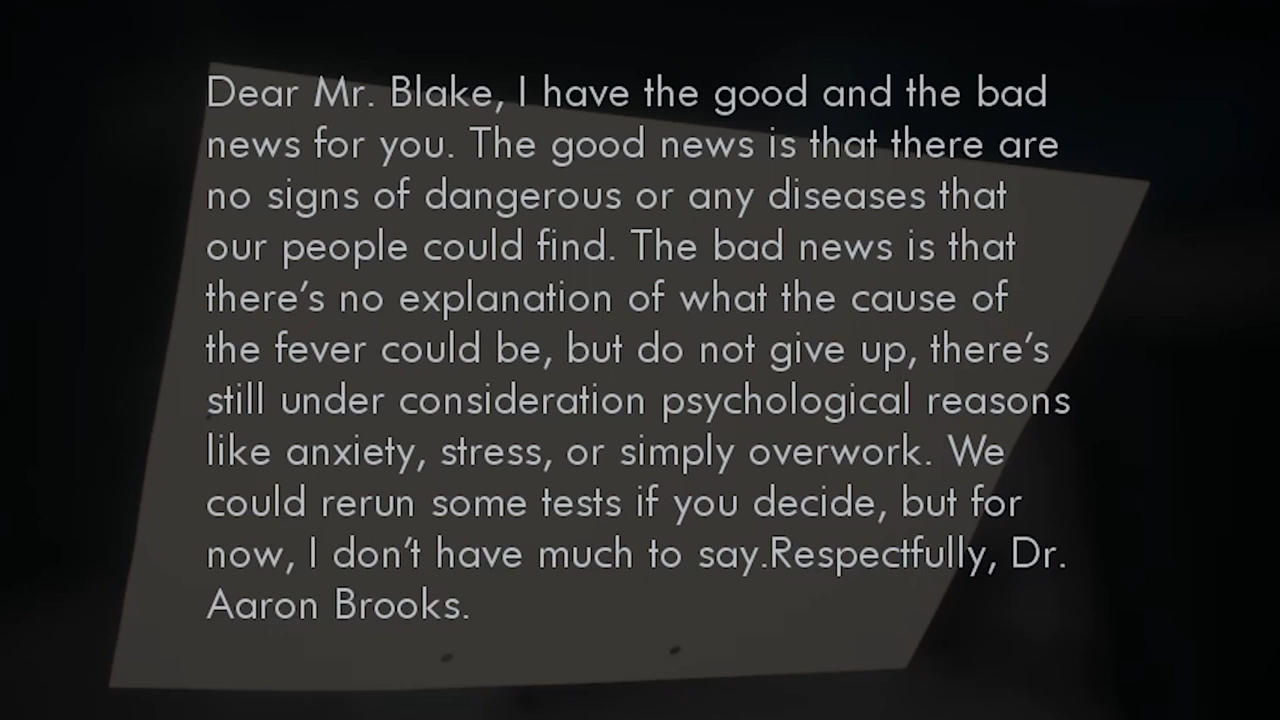 Dear Mr. Blake, I have the good and the bad
news for you. The good news is that there are
no signs of dangerous or any diseases that
our people could find. The bad news is that
there’s no explanation of what the cause of
the fever could be, but do not give up, there’s
still under consideration psychological reasons
like anxiety, stress, or simply overwork. We
could rerun some tests if you decide, but for
now, I don’t have much to say.Respectfully, Dr.
Aaron Brooks.